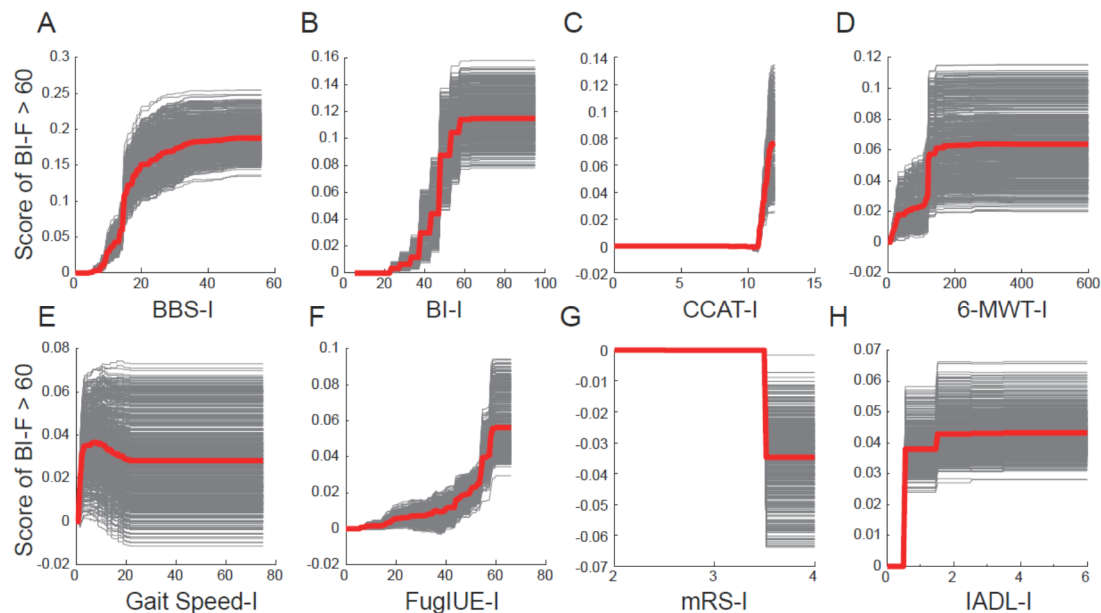 A
B
C
D
Score of BI-F > 60
0.3
0.25
0.2
0.15
0.1
0.05
0
0 20 40 60
BBS-I
0.16
0.14
0.12
0.10
0.08
0.06
0.04
0.02
0
0 20 40 60 80 100
BI-I
0.14
0.12
0.1
0.08
0.06
0.04
0.02
0
-0.02
0 5 10 15
CCAT-I
0.12
0.10
0.08
0.06
0.04
0.02
0
-0.02
0 200 400 600
6-MWT-I
E
F
G
H
Score of BI-F > 60
0.08
0.06
0.04
0.02
0
-0.02
0 20 40 60 80
Gait Speed-I
0.1
0.08
0.06
0.04
0.02
0
-0.02
0 20 40 60 80
FuglUE-I
0
-0.01
-0.02
-0.03
-0.04
-0.05
-0.06
-0.07
2 3 4
mRS-I
0.07
0.06
0.05
0.04
0.03
0.02
0.01
0
0 2 4 6
IADL-I